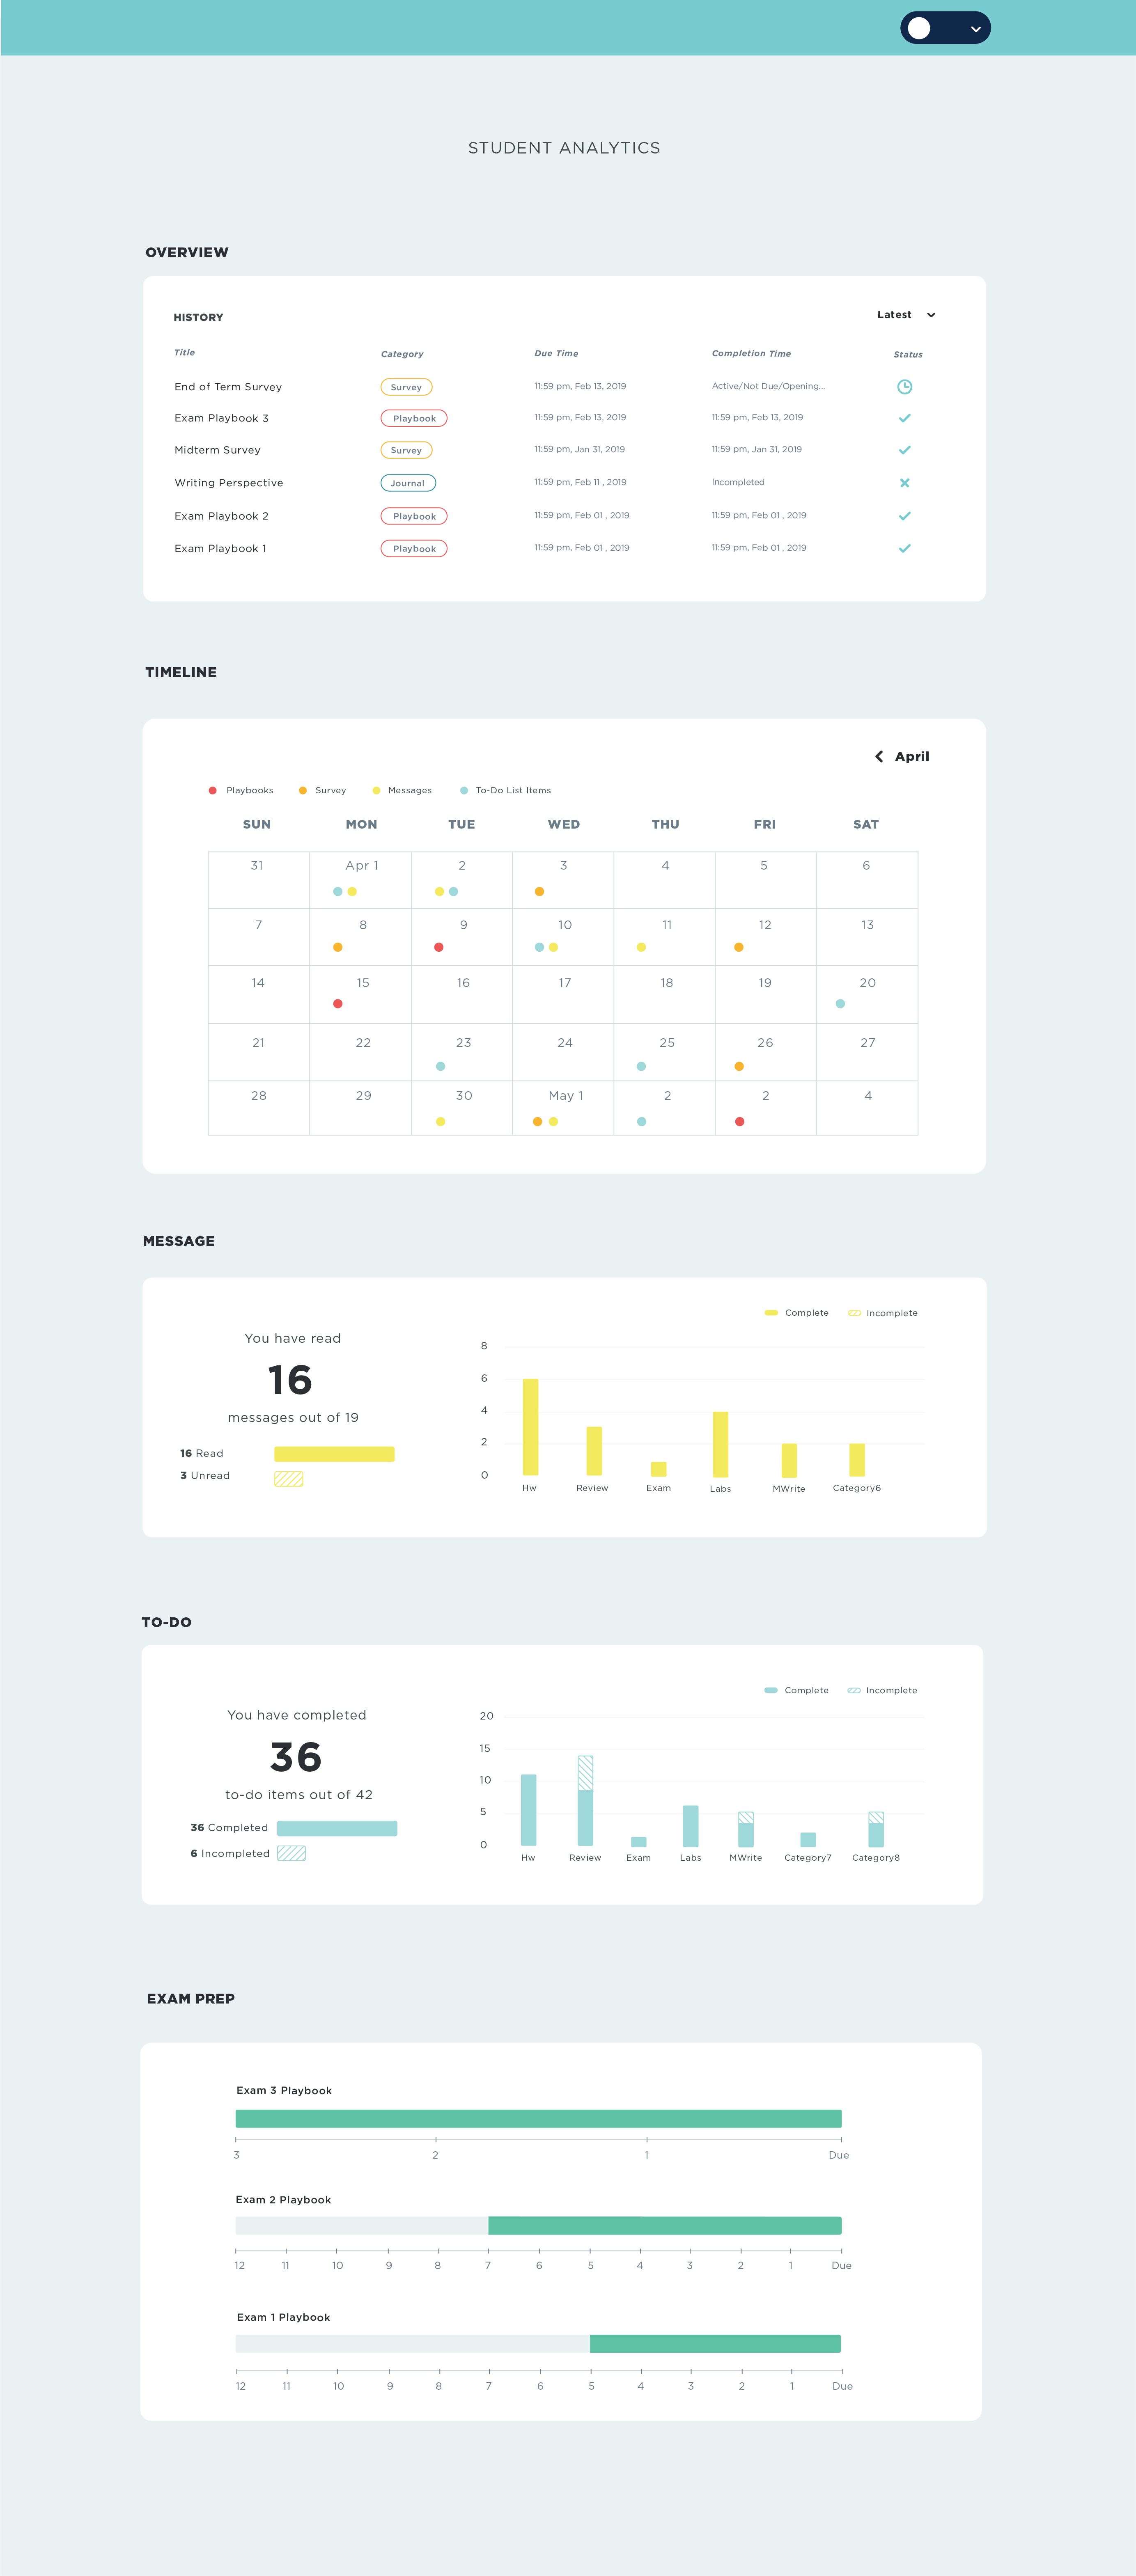 STUDENT ANALYTICS
OVERVIEW
HISTORY
Latest
Title Category Due Time Completion Time Status
End of Term Survey Survey 11:59 pm, Feb 13, 2019 Active/Not Due/Opening...
Exam Playbook 3 Playbook 11:59 pm, Feb 13, 2019 11:59 pm, Feb 13, 2019
Midterm Survey Survey 11:59 pm, Jan 31, 2019 11:59 pm, Jan 31, 2019
Writing Perspective Journal 11:59 pm, Feb 11 , 2019 Incompleted
Exam Playbook 2 Playbook 11:59 pm, Feb 01 , 2019 11:59 pm, Feb 01 , 2019
Exam Playbook 1 Playbook 11:59 pm, Feb 01 , 2019 11:59 pm, Feb 01 , 2019
TIMELINE
April
Playbooks Survey Messages To-Do List Items
SUN MON TUE WED THU FRI SAT
31 Apr 1 2 3 4 5 6
7 8 9 10 11 12 13
14 15 16 17 18 19 20
21 22 23 24 25 26 27
28 29 30 May 1 2 2 4
MESSAGE
Complete Incomplete
You have read
16
messages out of 19
16 Read
3 Unread
8
6
4
2
0
Hw Review Exam Labs MWrite Category6
TO-DO
Complete Incomplete
You have completed
36
to-do items out of 42
36 Completed
6 Incompleted
20
15
10
5
0
Hw Review Exam Labs MWrite Category7 Category8
EXAM PREP
Exam 3 Playbook
3 2 1 Due
Exam 2 Playbook
12 11 10 9 8 7 6 5 4 3 2 1 Due
Exam 1 Playbook
12 11 10 9 8 7 6 5 4 3 2 1 Due